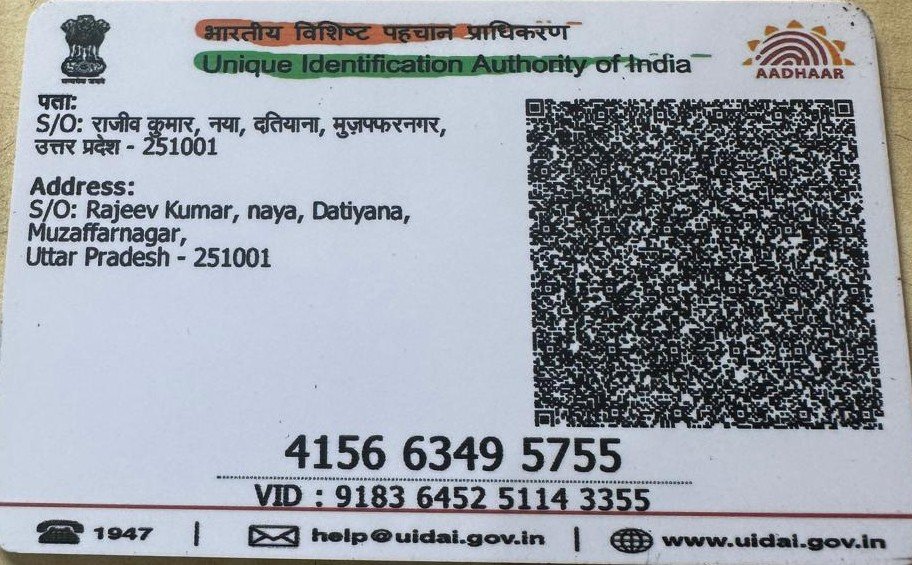 भारतीय विशिष्ट पहचान प्राधिकरण
Unique Identification Authority of India
AADHAAR
पता:
S/O: राजीव कुमार, नया, दतियाना, मुज़फ्फरनगर,
उत्तर प्रदेश - 251001
Address:
S/O: Rajeev Kumar, naya, Datiyana,
Muzaffarnagar,
Uttar Pradesh - 251001
4156 6349 5755
VID : 9183 6452 5114 3355
1947 | help@uidai.gov.in | www.uidai.gov.in